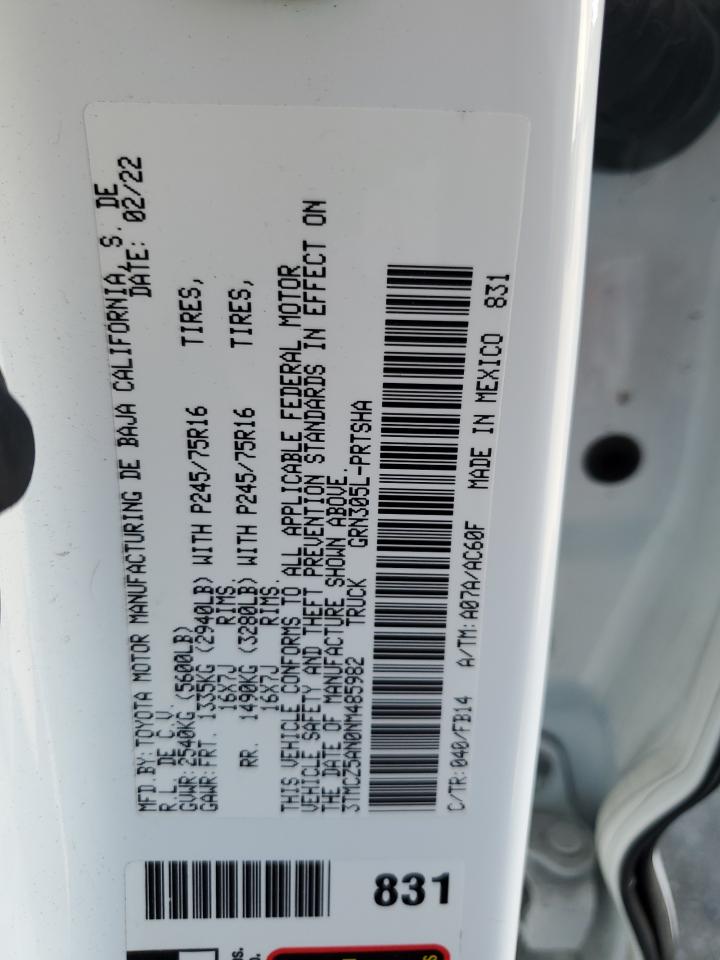 MFD.BY:TOYOTA MOTOR MANUFACTURING DE BAJA CALIFORNIA, S. DE
R.L. DE C.V. DATE: 02/22
GVWR:2540KG (5600LB)
GAWR:FRT. 1335KG (2940LB) WITH P245/75R16 TIRES,
16X7J RIMS.
RR. 1490KG (3280LB) WITH P245/75R16 TIRES,
16X7J RIMS.
THIS VEHICLE CONFORMS TO ALL APPLICABLE FEDERAL MOTOR
VEHICLE SAFETY AND THEFT PREVENTION STANDARDS IN EFFECT ON
THE DATE OF MANUFACTURE SHOWN ABOVE.
3TMCZ5AN0NM485982 TRUCK GRN305L-PRTSHA
C/TR:040/FB14 A/TM:A07A/AC60F MADE IN MEXICO 831
831